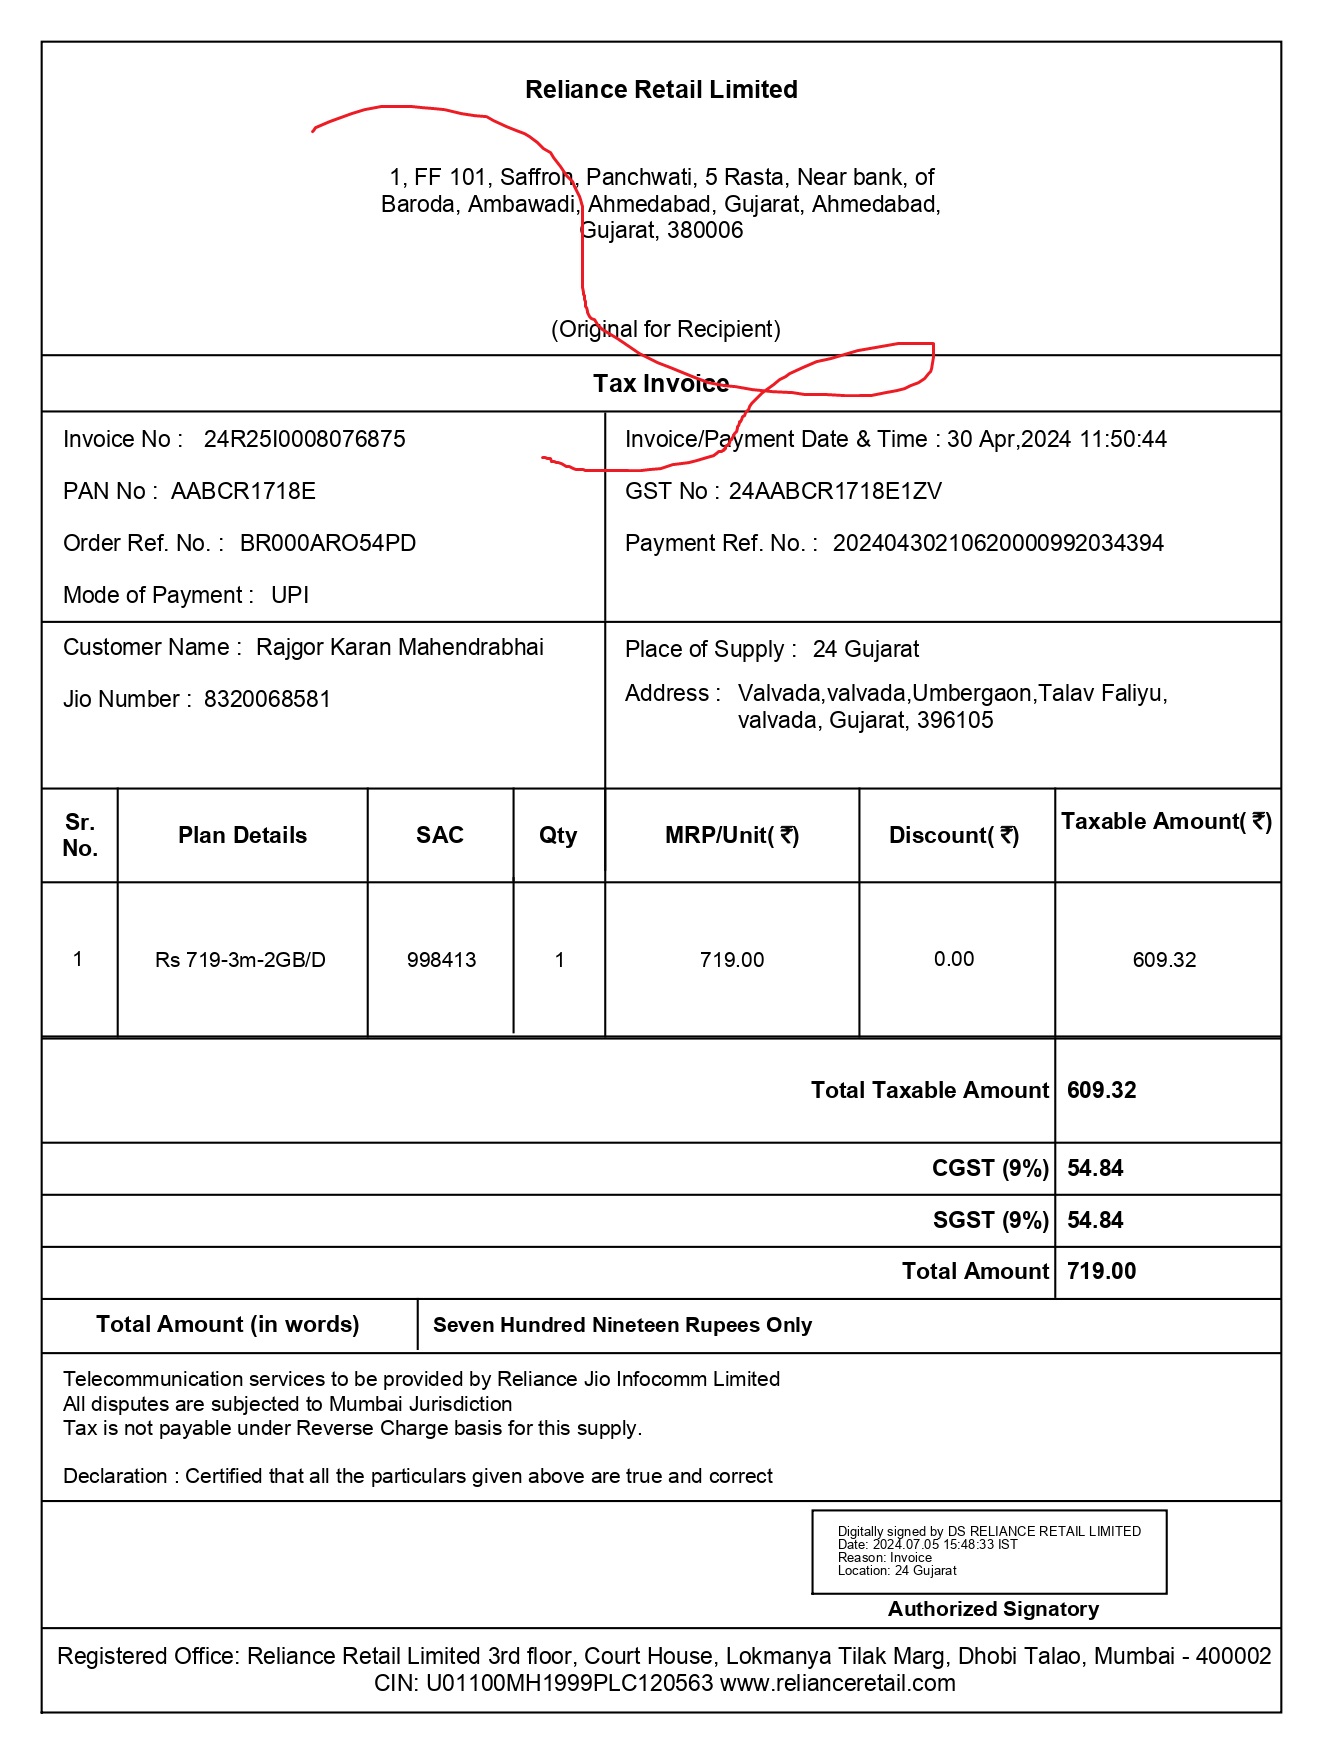 Reliance Retail Limited
1, FF 101, Saffron, Panchwati, 5 Rasta, Near bank, of
Baroda, Ambawadi, Ahmedabad, Gujarat, Ahmedabad,
Gujarat, 380006
(Original for Recipient)
Tax Invoice
Invoice No : 24R25I0008076875
PAN No : AABCR1718E
Order Ref. No. : BR000ARO54PD
Mode of Payment : UPI
Invoice/Payment Date & Time : 30 Apr,2024 11:50:44
GST No : 24AABCR1718E1ZV
Payment Ref. No. : 20240430210620000992034394
Customer Name : Rajgor Karan Mahendrabhai
Jio Number : 8320068581
Place of Supply : 24 Gujarat
Address : Valvada,valvada,Umbergaon,Talav Faliyu,
valvada, Gujarat, 396105
Sr. No. Plan Details SAC Qty MRP/Unit( ₹) Discount( ₹) Taxable Amount( ₹)
1 Rs 719-3m-2GB/D 998413 1 719.00 0.00 609.32
Total Taxable Amount 609.32
CGST (9%) 54.84
SGST (9%) 54.84
Total Amount 719.00
Total Amount (in words) Seven Hundred Nineteen Rupees Only
Telecommunication services to be provided by Reliance Jio Infocomm Limited
All disputes are subjected to Mumbai Jurisdiction
Tax is not payable under Reverse Charge basis for this supply.
Declaration : Certified that all the particulars given above are true and correct
Digitally signed by DS RELIANCE RETAIL LIMITED
Date: 2024.07.05 15:48:33 IST
Reason: Invoice
Location: 24 Gujarat
Authorized Signatory
Registered Office: Reliance Retail Limited 3rd floor, Court House, Lokmanya Tilak Marg, Dhobi Talao, Mumbai - 400002
CIN: U01100MH1999PLC120563 www.relianceretail.com